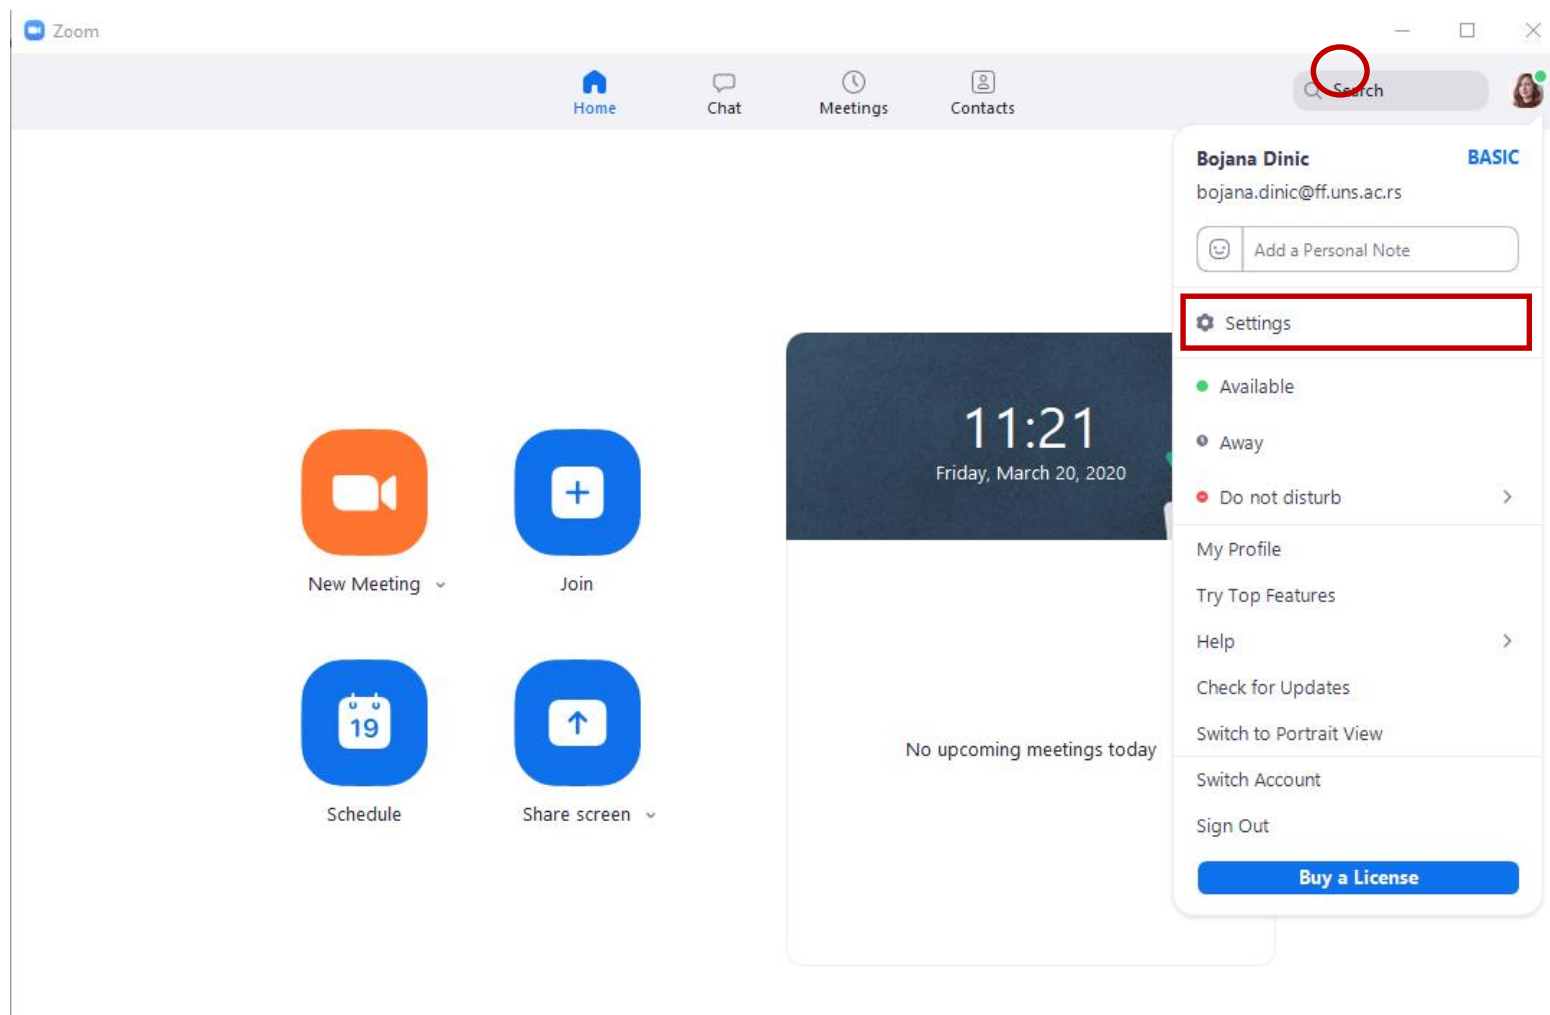 Zoom
Home
Chat
Meetings
Contacts
Search
Bojana Dinic BASIC
bojana.dinic@ff.uns.ac.rs
Add a Personal Note
Settings
Available
Away
Do not disturb
My Profile
Try Top Features
Help
Check for Updates
Switch to Portrait View
Switch Account
Sign Out
Buy a License
11:21
Friday, March 20, 2020
No upcoming meetings today
New Meeting
Join
19
Schedule
Share screen